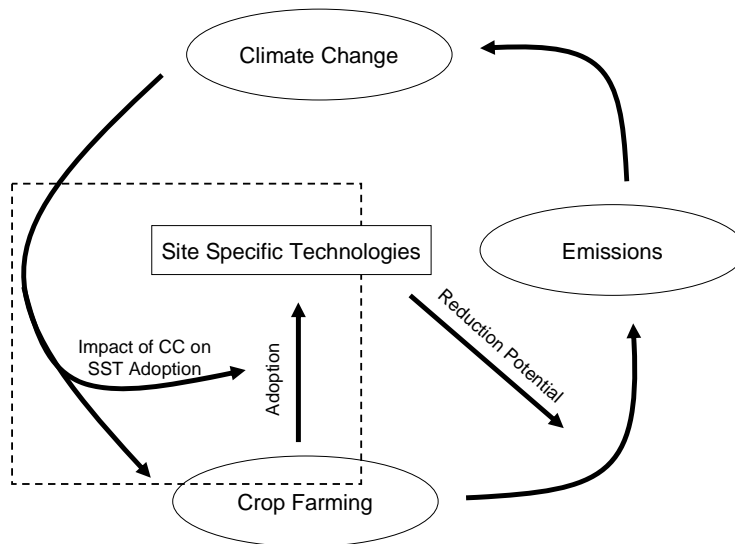 Climate Change
Site Specific Technologies
Emissions
Reduction Potential
Impact of CC on
SST Adoption
Adoption
Crop Farming